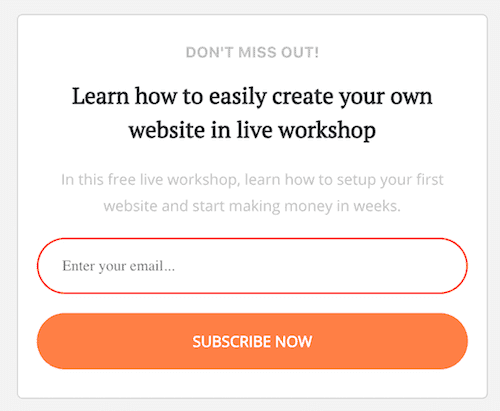 DON'T MISS OUT!
Learn how to easily create your own
website in live workshop
In this free live workshop, learn how to setup your first
website and start making money in weeks.
Enter your email...
SUBSCRIBE NOW